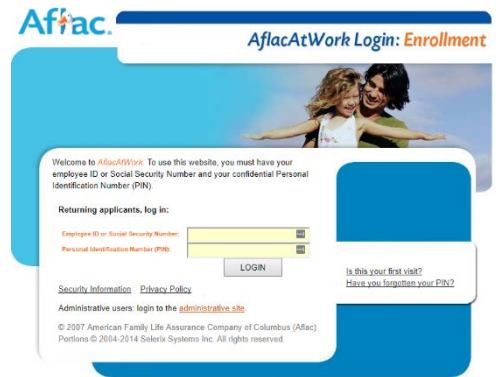 Aflac.
AflacAtWork Login: Enrollment
Welcome to AflacAtWork. To use this website, you must have your
employee ID or Social Security Number and your confidential Personal
Identification Number (PIN).
Returning applicants, log in:
Employee ID or Social Security Number:
Personal Identification Number (PIN):
LOGIN
Is this your first visit?
Have you forgotten your PIN?
Security Information Privacy Policy
Administrative users: login to the administrative site.
© 2007 American Family Life Assurance Company of Columbus (Aflac)
Portions © 2004-2014 Selerix Systems Inc. All rights reserved